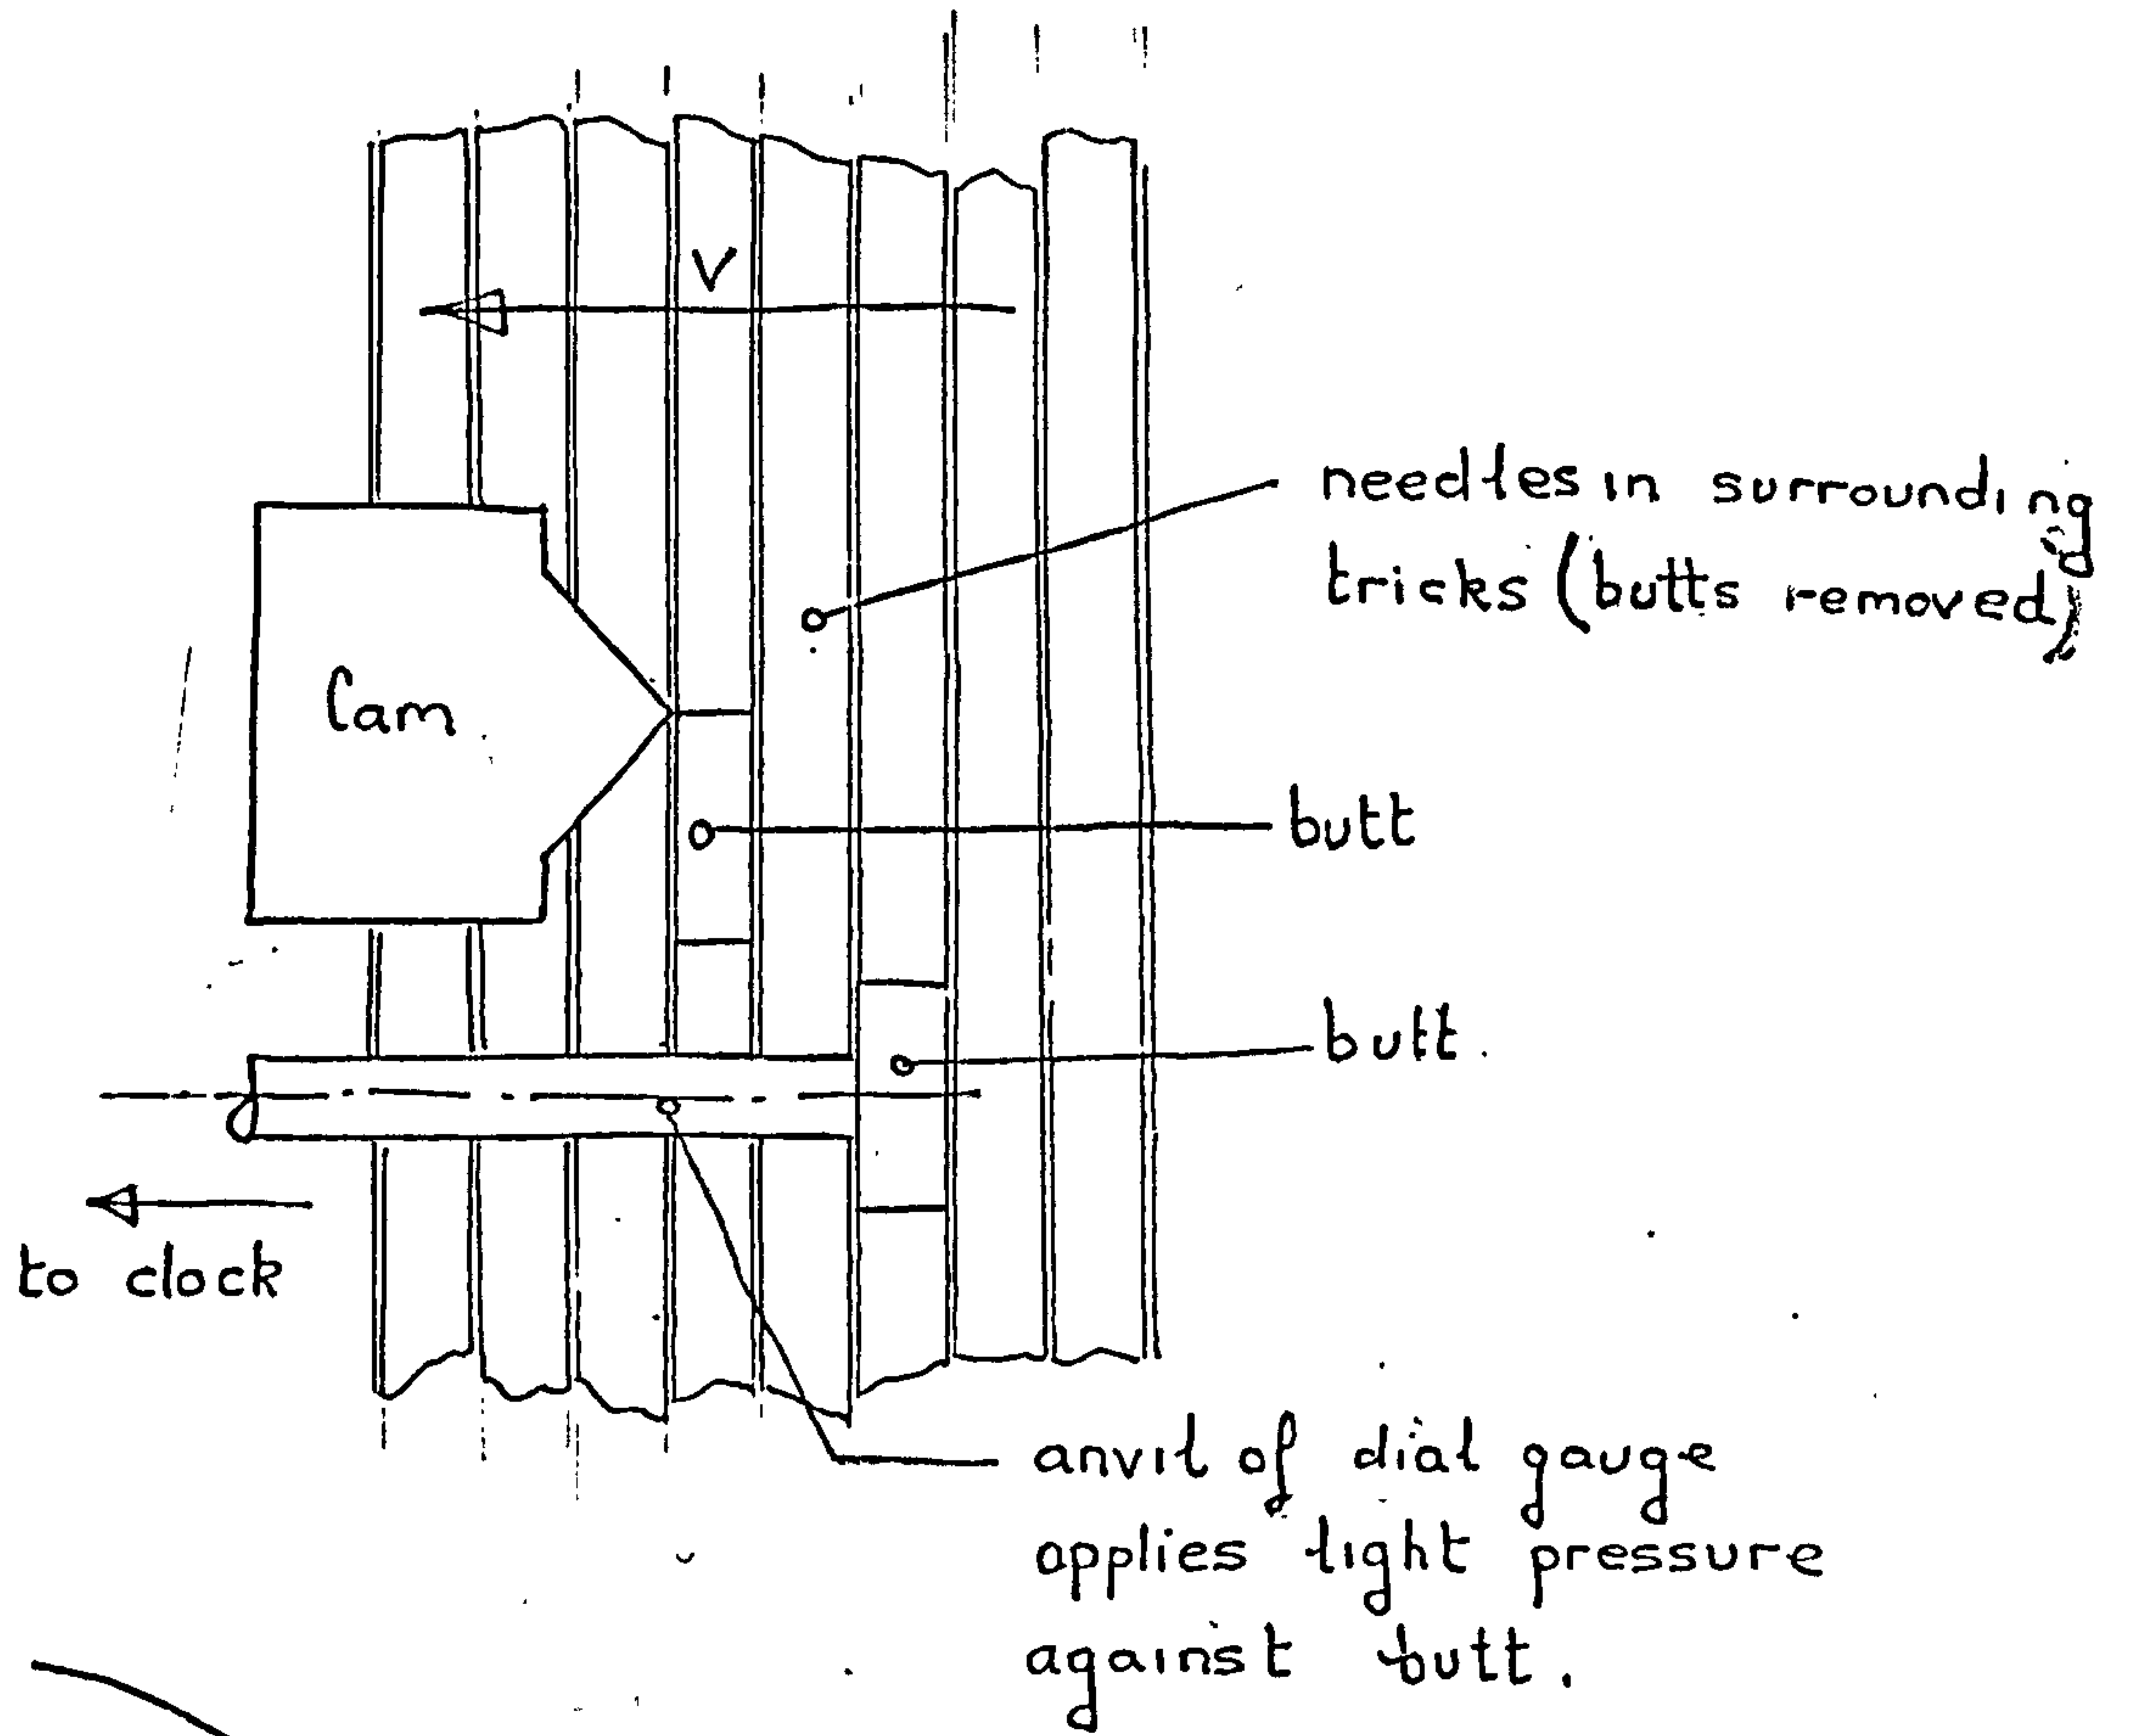 V
needles in surrounding
tricks (butts removed)
Cam
butt
butt.
to clock
anvil of dial gauge
applies light pressure
against butt.